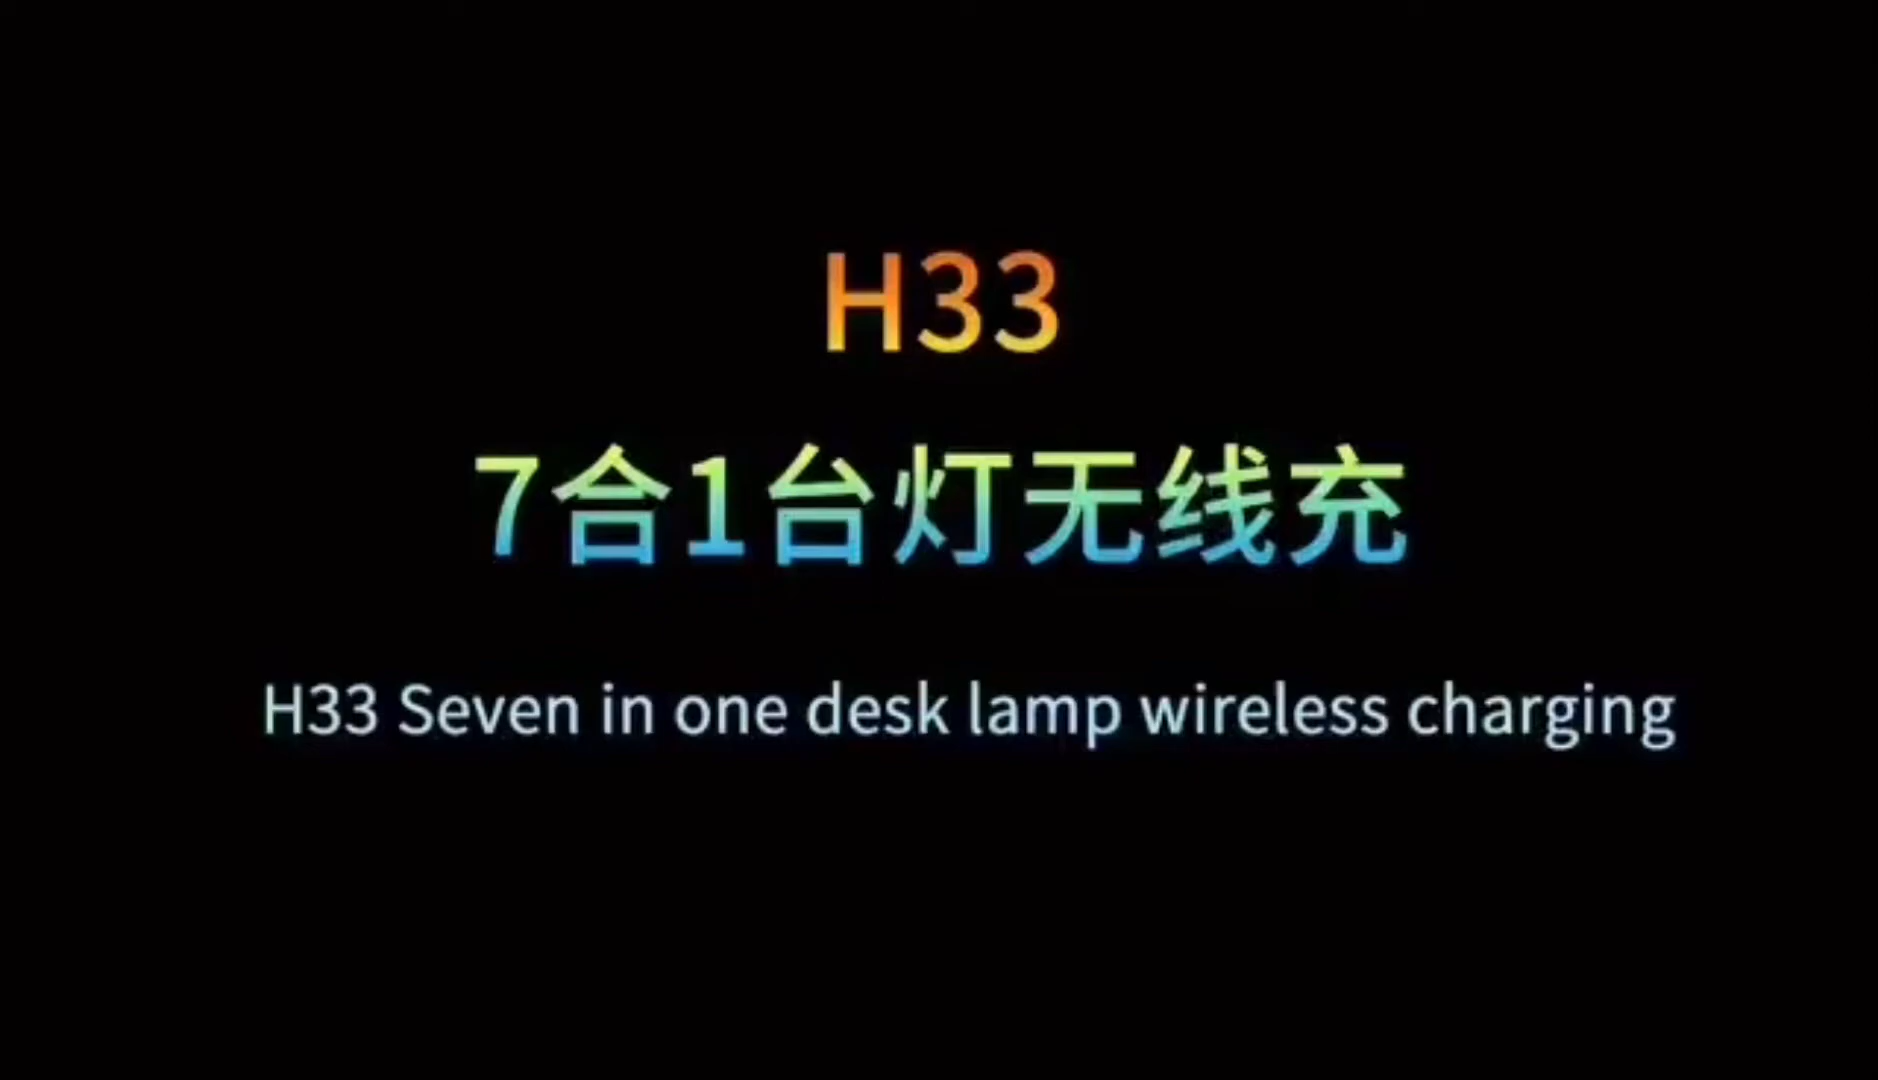 H33
7合1台灯无线充
H33 Seven in one desk lamp wireless charging